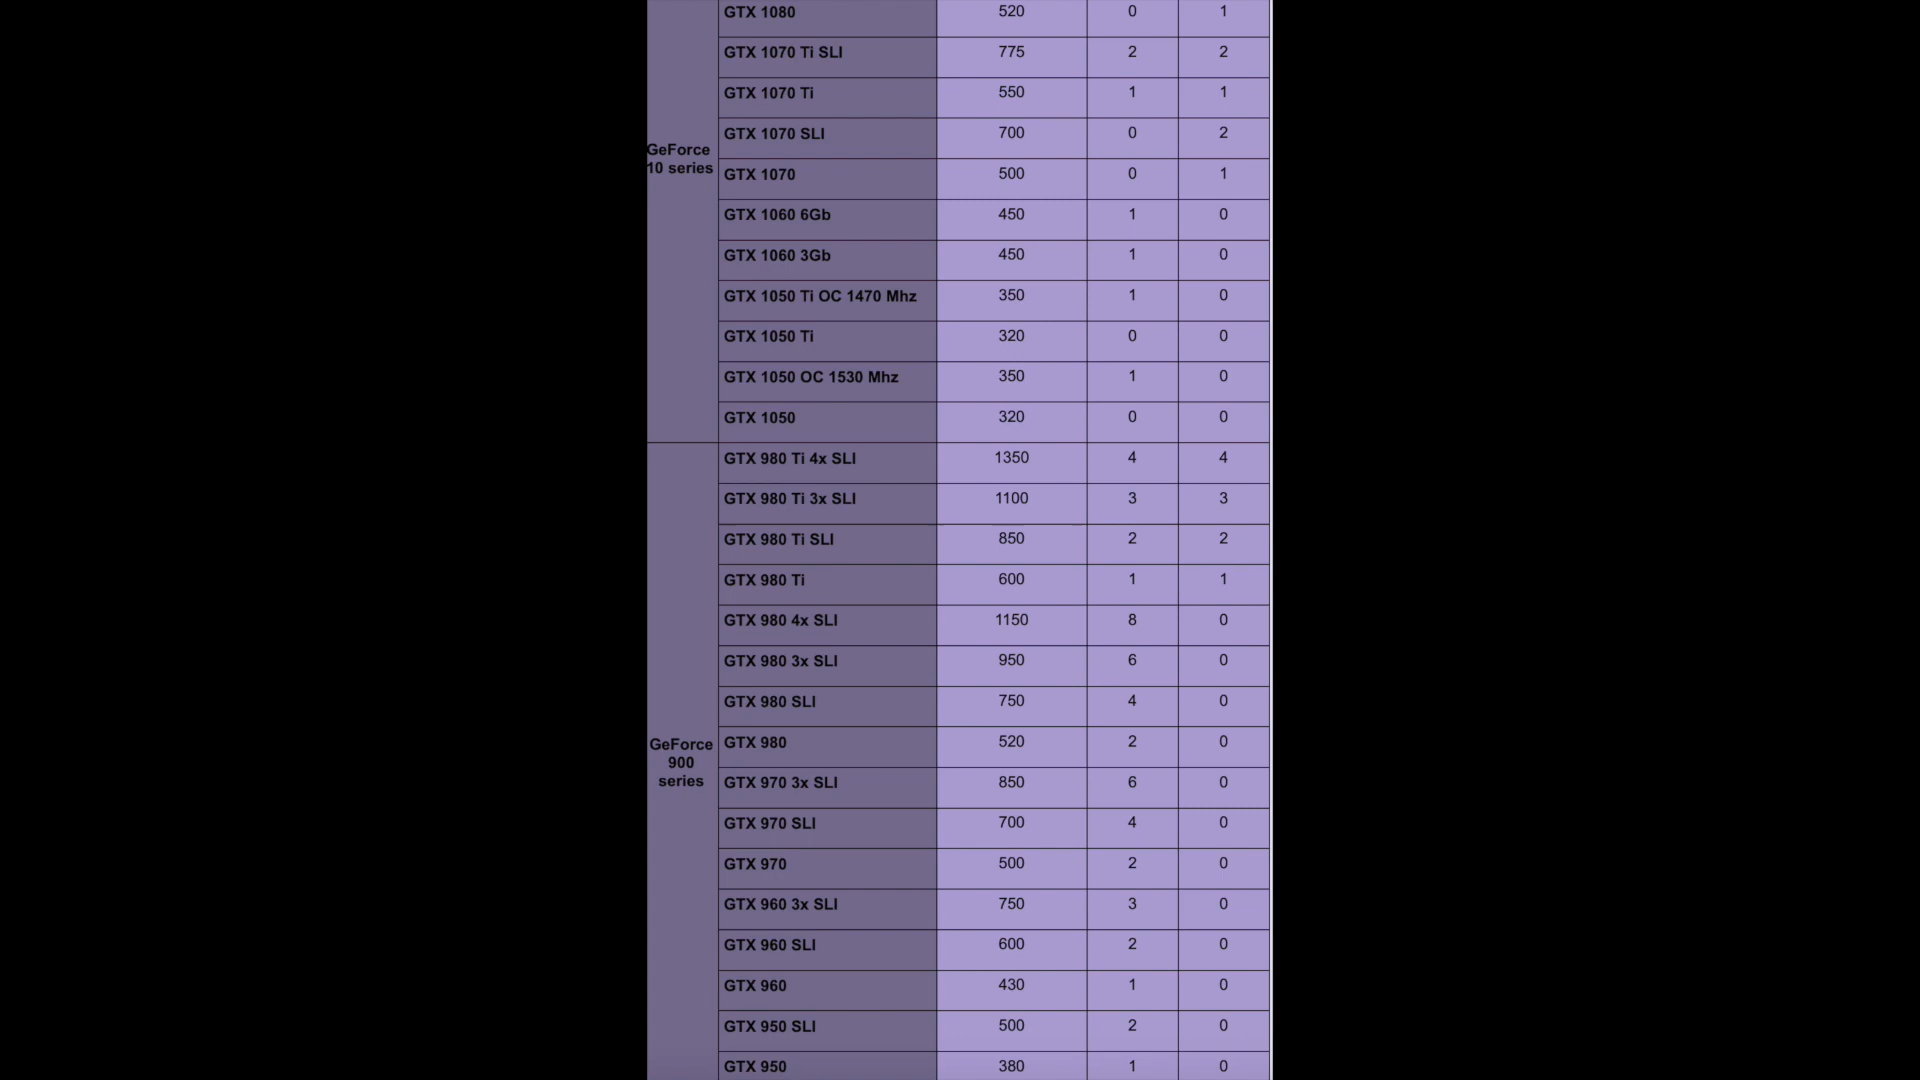 GTX 1080 520 0 1
GTX 1070 Ti SLI 775 2 2
GTX 1070 Ti 550 1 1
GTX 1070 SLI 700 0 2
GeForce
10 series
GTX 1070 500 0 1
GTX 1060 6Gb 450 1 0
GTX 1060 3Gb 450 1 0
GTX 1050 Ti OC 1470 Mhz 350 1 0
GTX 1050 Ti 320 0 0
GTX 1050 OC 1530 Mhz 350 1 0
GTX 1050 320 0 0
GTX 980 Ti 4x SLI 1350 4 4
GTX 980 Ti 3x SLI 1100 3 3
GTX 980 Ti SLI 850 2 2
GTX 980 Ti 600 1 1
GTX 980 4x SLI 1150 8 0
GTX 980 3x SLI 950 6 0
GTX 980 SLI 750 4 0
GeForce
900
series
GTX 980 520 2 0
GTX 970 3x SLI 850 6 0
GTX 970 SLI 700 4 0
GTX 970 500 2 0
GTX 960 3x SLI 750 3 0
GTX 960 SLI 600 2 0
GTX 960 430 1 0
GTX 950 SLI 500 2 0
GTX 950 380 1 0